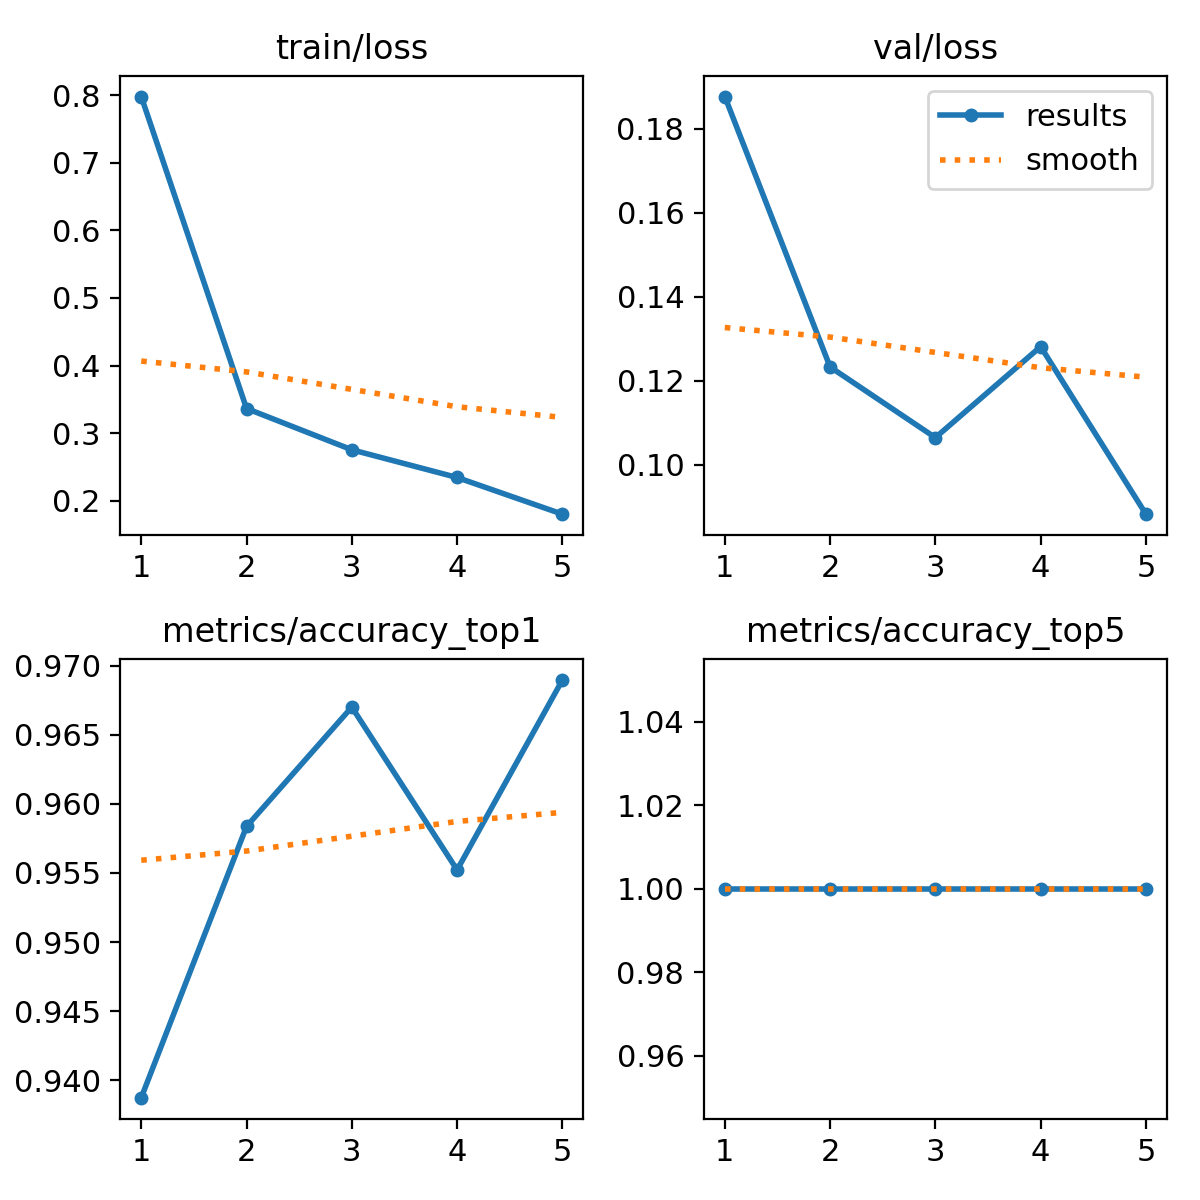 train/loss
0.8
0.7
0.6
0.5
0.4
0.3
0.2
1 2 3 4 5
val/loss
results
smooth
0.18
0.16
0.14
0.12
0.10
1 2 3 4 5
metrics/accuracy_top1
0.970
0.965
0.960
0.955
0.950
0.945
0.940
1 2 3 4 5
metrics/accuracy_top5
1.04
1.02
1.00
0.98
0.96
1 2 3 4 5